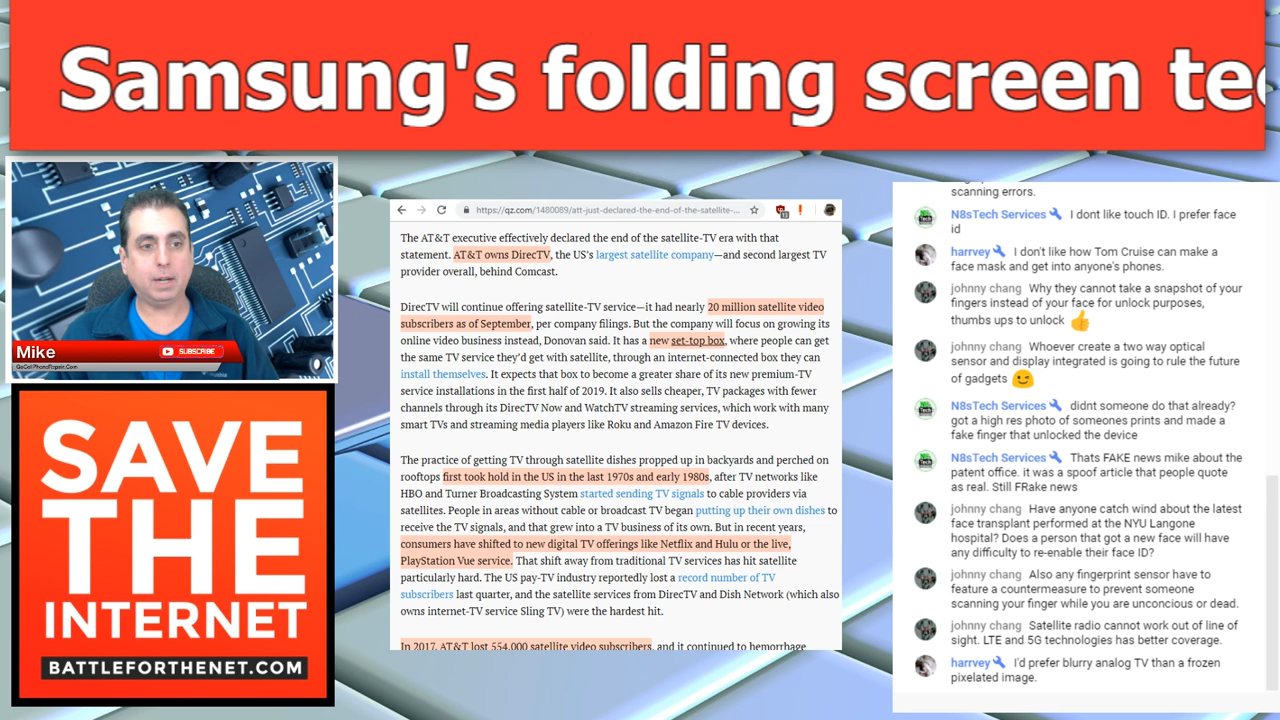 Samsung's folding screen
Mike
SUBSCRIBE
GoCellPhoneRepair.Com
SAVE
THE
INTERNET
BATTLEFORTHENET.COM
https://qz.com/1480089/att-just-declared-the-end-of-the-satellite-...
The AT&T executive effectively declared the end of the satellite-TV era with that
statement. AT&T owns DirecTV, the US's largest satellite company—and second largest TV
provider overall, behind Comcast.
DirecTV will continue offering satellite-TV service—it had nearly 20 million satellite video
subscribers as of September, per company filings. But the company will focus on growing its
online video business instead, Donovan said. It has a new set-top box, where people can get
the same TV service they'd get with satellite, through an internet-connected box they can
install themselves. It expects that box to become a greater share of its new premium-TV
service installations in the first half of 2019. It also sells cheaper, TV packages with fewer
channels through its DirecTV Now and WatchTV streaming services, which work with many
smart TVs and streaming media players like Roku and Amazon Fire TV devices.
The practice of getting TV through satellite dishes propped up in backyards and perched on
rooftops first took hold in the US in the last 1970s and early 1980s, after TV networks like
HBO and Turner Broadcasting System started sending TV signals to cable providers via
satellites. People in areas without cable or broadcast TV began putting up their own dishes to
receive the TV signals, and that grew into a TV business of its own. But in recent years,
consumers have shifted to new digital TV offerings like Netflix and Hulu or the live,
PlayStation Vue service. That shift away from traditional TV services has hit satellite
particularly hard. The US pay-TV industry reportedly lost a record number of TV
subscribers last quarter, and the satellite services from DirecTV and Dish Network (which also
owns internet-TV service Sling TV) were the hardest hit.
In 2017, AT&T lost 554,000 satellite video subscribers, and it continued to hemorrhage
scanning errors.
N8sTech Services I dont like touch ID. I prefer face
id
harrvey I don't like how Tom Cruise can make a
face mask and get into anyone's phones.
johnny chang Why they cannot take a snapshot of your
fingers instead of your face for unlock purposes,
thumbs ups to unlock 👍
johnny chang Whoever create a two way optical
sensor and display integrated is going to rule the future
of gadgets 😉
N8sTech Services didnt someone do that already?
got a high res photo of someones prints and made a
fake finger that unlocked the device
N8sTech Services Thats FAKE news mike about the
patent office. it was a spoof article that people quote
as real. Still FRake news
johnny chang Have anyone catch wind about the latest
face transplant performed at the NYU Langone
hospital? Does a person that got a new face will have
any difficulty to re-enable their face ID?
johnny chang Also any fingerprint sensor have to
feature a countermeasure to prevent someone
scanning your finger while you are unconcious or dead.
johnny chang Satellite radio cannot work out of line of
sight. LTE and 5G technologies has better coverage.
harvey I'd prefer blurry analog TV than a frozen
pixelated image.